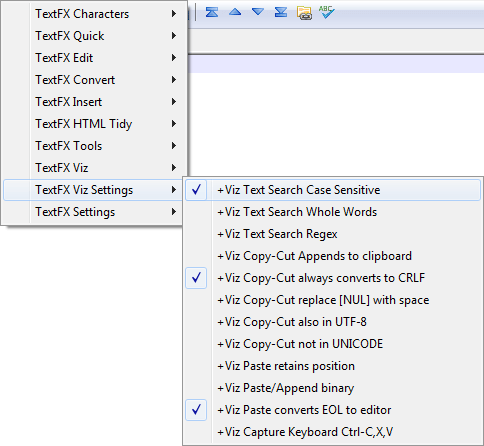 TextFX Characters
TextFX Quick
TextFX Edit
TextFX Convert
TextFX Insert
TextFX HTML Tidy
TextFX Tools
TextFX Viz
TextFX Viz Settings
TextFX Settings
ABC
+Viz Text Search Case Sensitive
+Viz Text Search Whole Words
+Viz Text Search Regex
+Viz Copy-Cut Appends to clipboard
+Viz Copy-Cut always converts to CRLF
+Viz Copy-Cut replace [NUL] with space
+Viz Copy-Cut also in UTF-8
+Viz Copy-Cut not in UNICODE
+Viz Paste retains position
+Viz Paste/Append binary
+Viz Paste converts EOL to editor
+Viz Capture Keyboard Ctrl-C,X,V